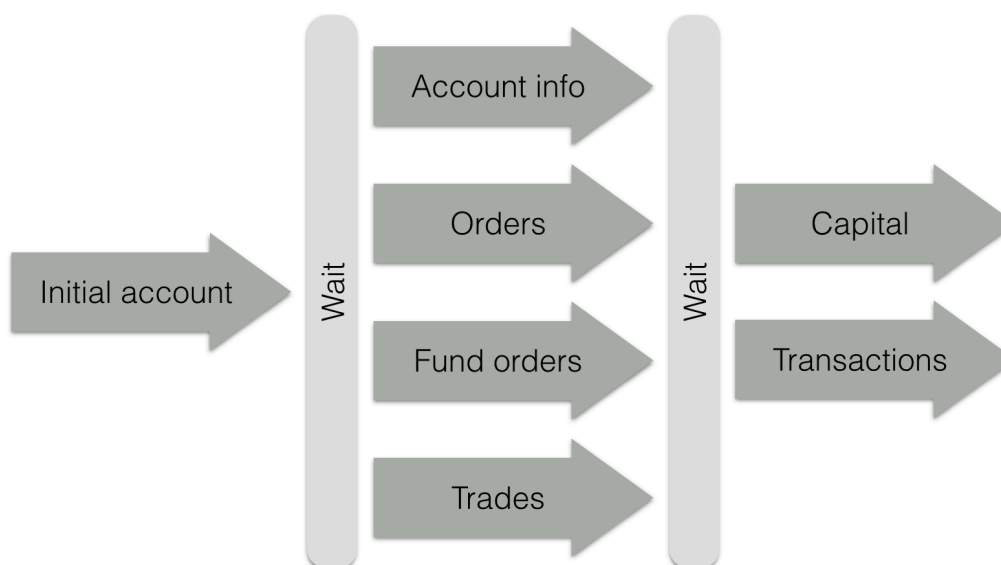 Initial account
Wait
Account info
Orders
Fund orders
Trades
Wait
Capital
Transactions